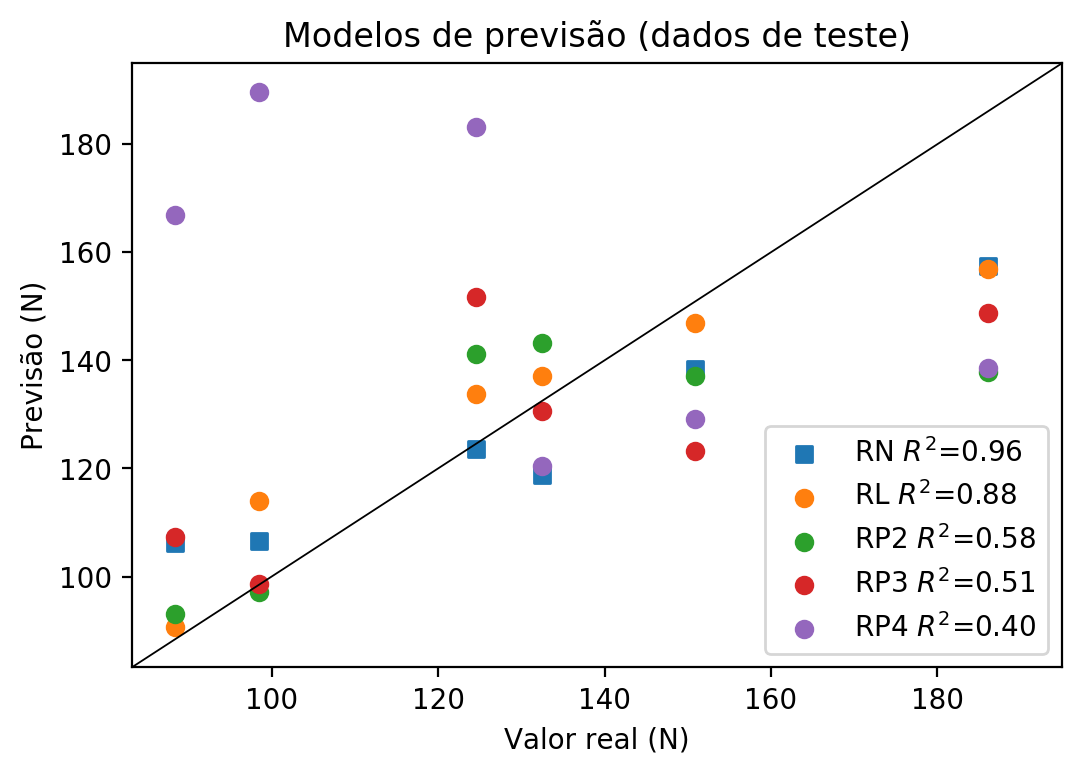 Modelos de previsão (dados de teste)
180
160
140
120
100
Previsão (N)
RN R²=0.96
RL R²=0.88
RP2 R²=0.58
RP3 R²=0.51
RP4 R²=0.40
100 120 140 160 180
Valor real (N)